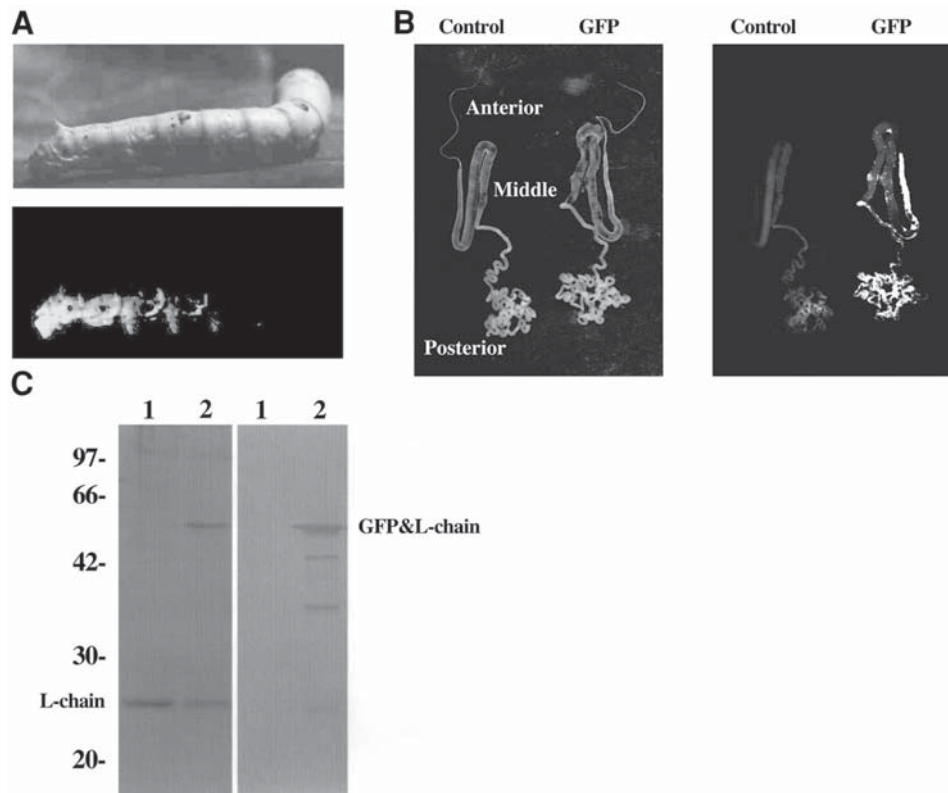 A
B
Control GFP
Control GFP
Anterior
Middle
Posterior
C
1 2 1 2
97-
66-
GFP&L-chain
42-
30-
L-chain
20-